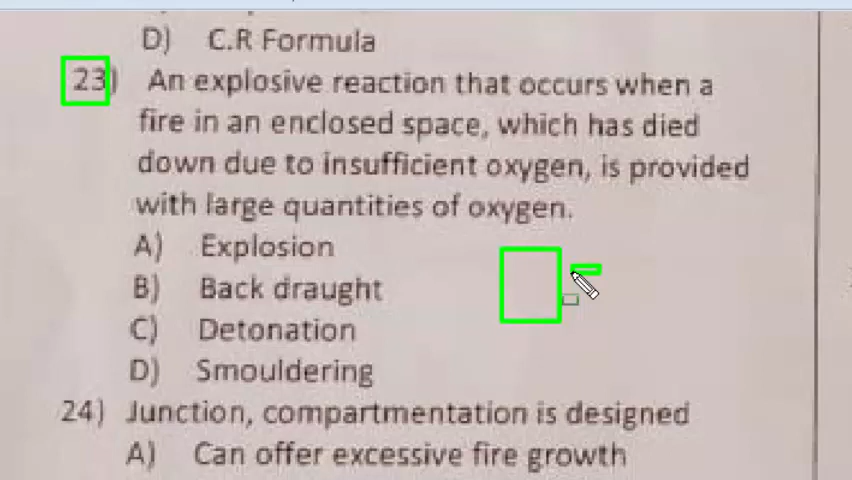 D) C.R Formula
23) An explosive reaction that occurs when a
fire in an enclosed space, which has died
down due to insufficient oxygen, is provided
with large quantities of oxygen.
A) Explosion
B) Back draught
C) Detonation
D) Smouldering
24) Junction, compartmentation is designed
A) Can offer excessive fire growth